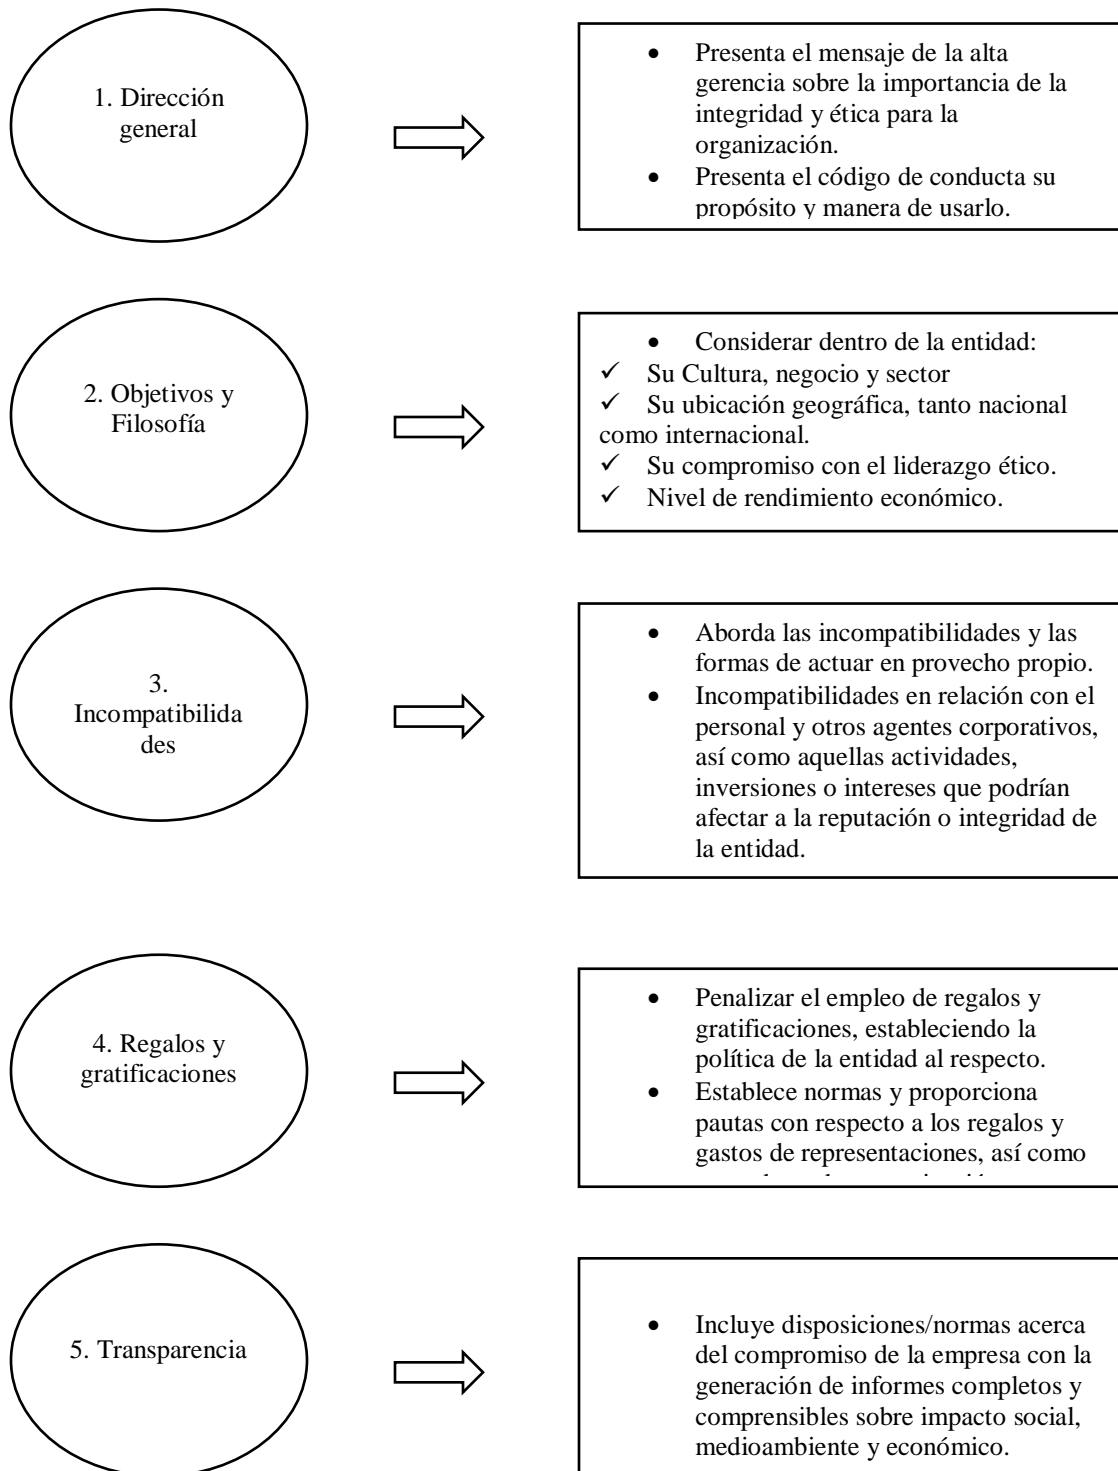 1. Dirección
general
• Presenta el mensaje de la alta
gerencia sobre la importancia de la
integridad y ética para la
organización.
• Presenta el código de conducta su
propósito y manera de usarlo.
2. Objetivos y
Filosofía
• Considerar dentro de la entidad:
✓ Su Cultura, negocio y sector
✓ Su ubicación geográfica, tanto nacional
como internacional.
✓ Su compromiso con el liderazgo ético.
✓ Nivel de rendimiento económico.
3.
Incompatibilida
des
• Aborda las incompatibilidades y las
formas de actuar en provecho propio.
• Incompatibilidades en relación con el
personal y otros agentes corporativos,
así como aquellas actividades,
inversiones o intereses que podrían
afectar a la reputación o integridad de
la entidad.
4. Regalos y
gratificaciones
• Penalizar el empleo de regalos y
gratificaciones, estableciendo la
política de la entidad al respecto.
• Establece normas y proporciona
pautas con respecto a los regalos y
gastos de representaciones, así como
5. Transparencia
• Incluye disposiciones/normas acerca
del compromiso de la empresa con la
generación de informes completos y
comprensibles sobre impacto social,
medioambiente y económico.